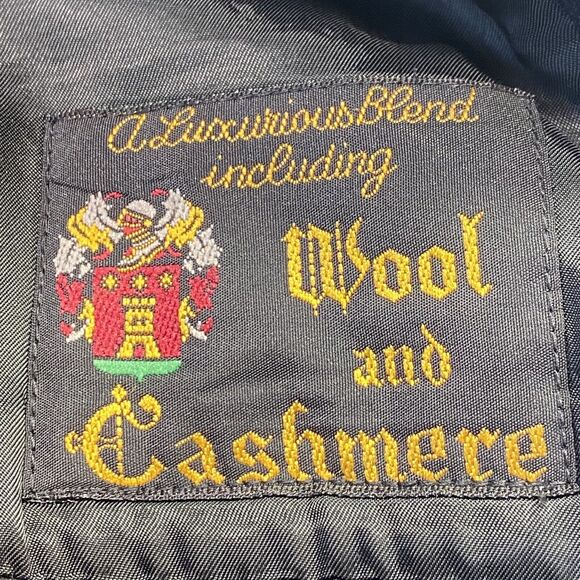 A Luxurious Blend
including
Wool
and
Cashmere